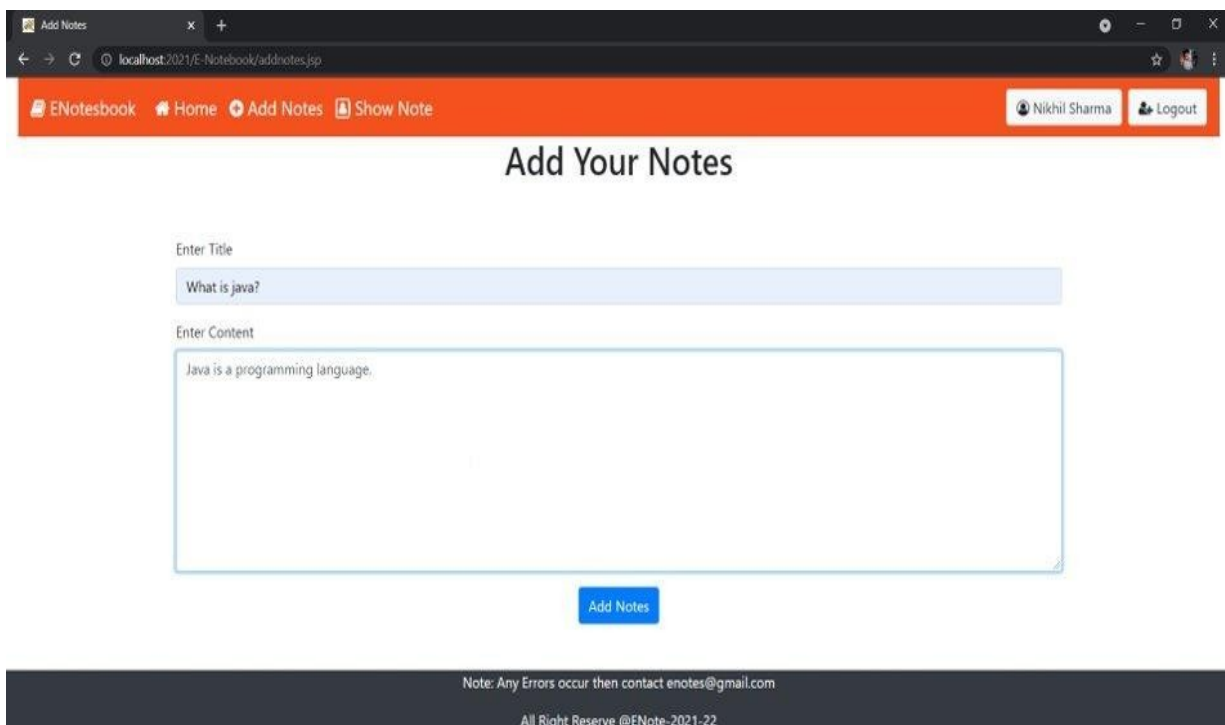 Add Notes
localhost:2021/E-Notebook/addnotes.jsp
ENotesbook Home Add Notes Show Note Nikhil Sharma Logout
Add Your Notes
Enter Title
What is java?
Enter Content
Java is a programming language.
Add Notes
Note: Any Errors occur then contact enotes@gmail.com
All Right Reserve @ENote-2021-22